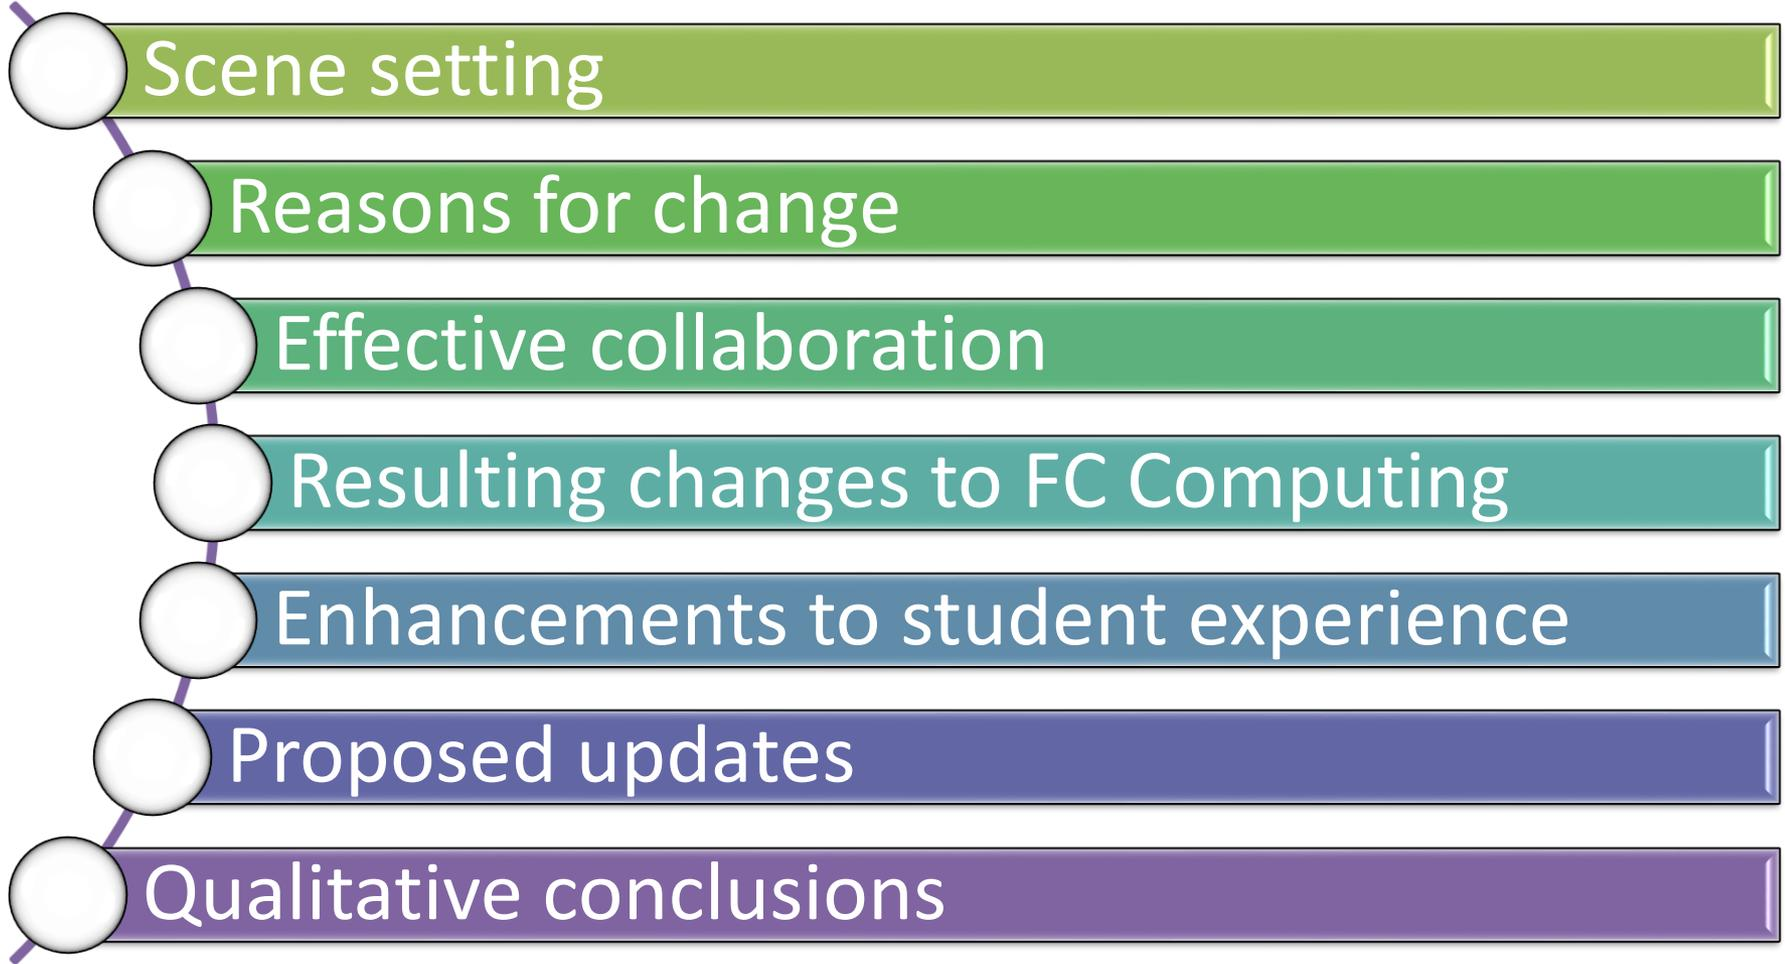 Scene setting
Reasons for change
Effective collaboration
Resulting changes to FC Computing
Enhancements to student experience
Proposed updates
Qualitative conclusions